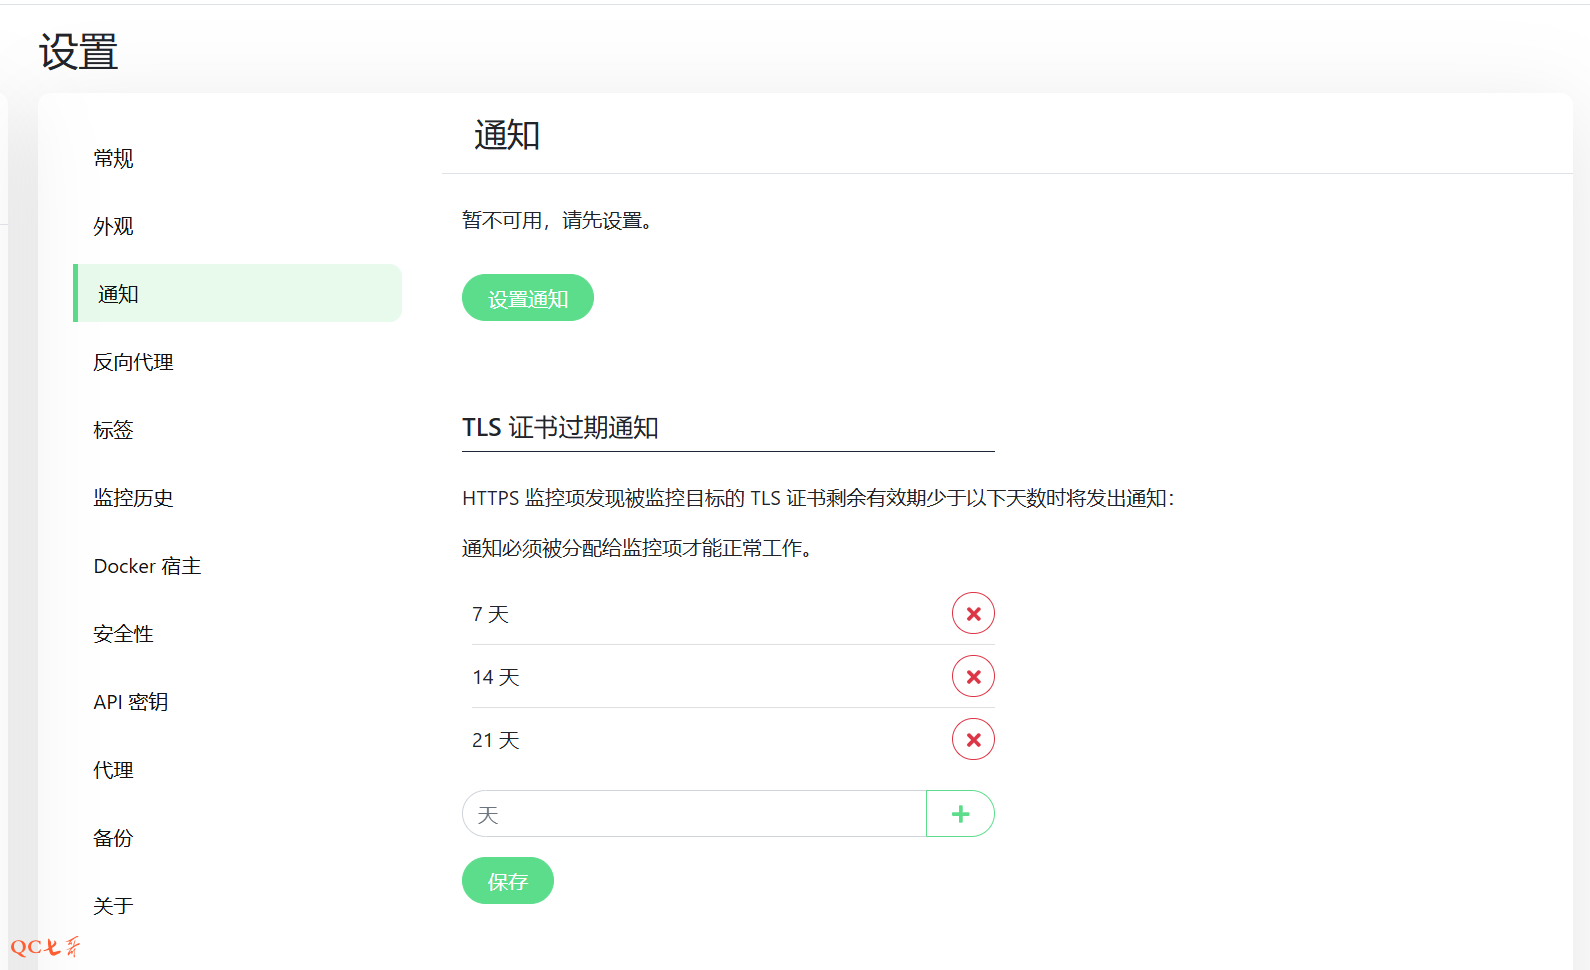 设置
常规
外观
通知
反向代理
标签
监控历史
Docker 宿主
安全性
API 密钥
代理
备份
关于
通知
暂不可用，请先设置。
设置通知
TLS 证书过期通知
HTTPS 监控项发现被监控目标的 TLS 证书剩余有效期少于以下天数时将发出通知：
通知必须被分配给监控项才能正常工作。
7 天
14 天
21 天
天
保存
QC七哥